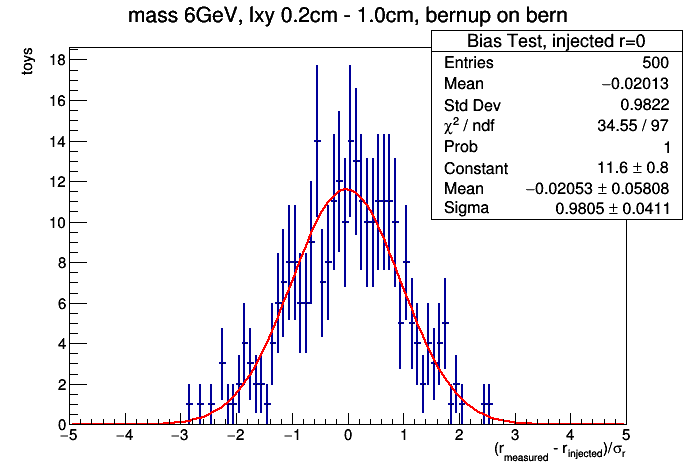 mass 6GeV, lxy 0.2cm - 1.0cm, bernup on bern
toys
Bias Test, injected r=0
Entries 500
Mean −0.02013
Std Dev 0.9822
χ² / ndf 34.55 / 97
Prob 1
Constant 11.6 ± 0.8
Mean −0.02053 ± 0.05808
Sigma 0.9805 ± 0.0411
18
16
14
12
10
8
6
4
2
0
−5 −4 −3 −2 −1 0 1 2 3 4 5
(r_measured - r_injected)/σ_r